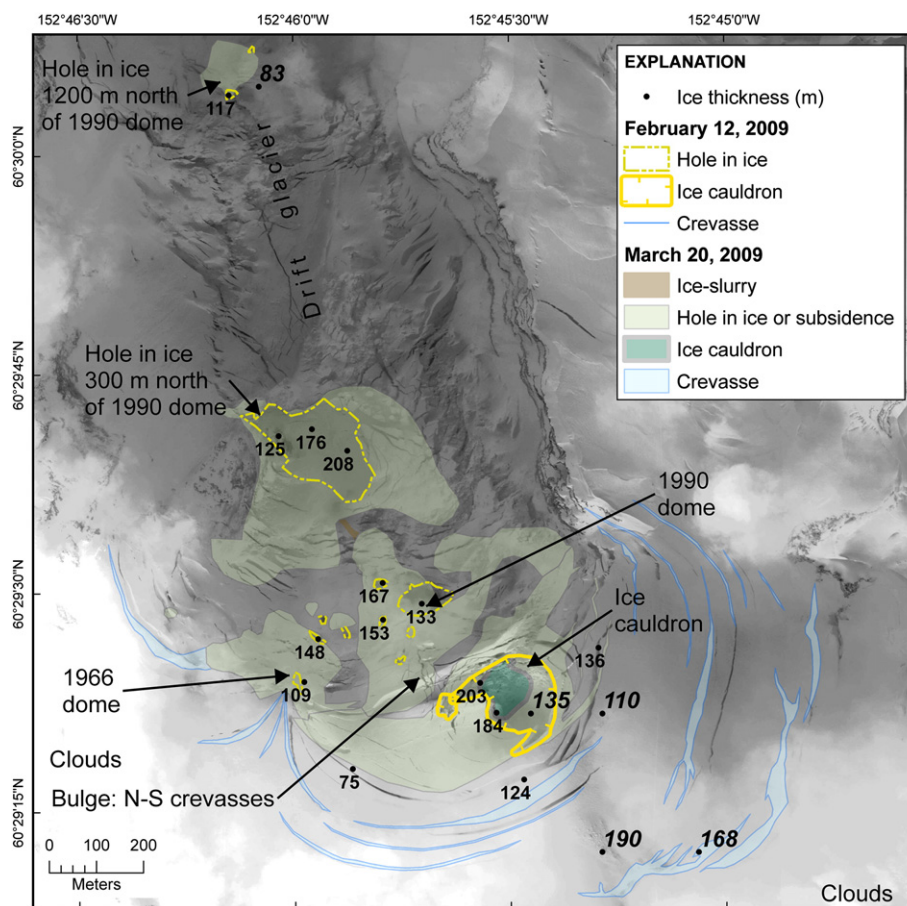 152°46'30"W
152°46'0"W
152°45'30"W
152°45'0"W
60°30'0"N
60°29'45"N
60°29'30"N
60°29'15"N
Hole in ice
1200 m north
of 1990 dome
83
117
Drift glacier
EXPLANATION
Ice thickness (m)
February 12, 2009
Hole in ice
Ice cauldron
Crevasse
March 20, 2009
Ice-slurry
Hole in ice or subsidence
Ice cauldron
Crevasse
Hole in ice
300 m north
of 1990 dome
125
176
208
1990
dome
167
133
153
148
Ice
cauldron
136
1966
dome
109
203
184
135
110
Clouds
75
124
Bulge: N-S crevasses
190
168
0 100 200
Meters
Clouds